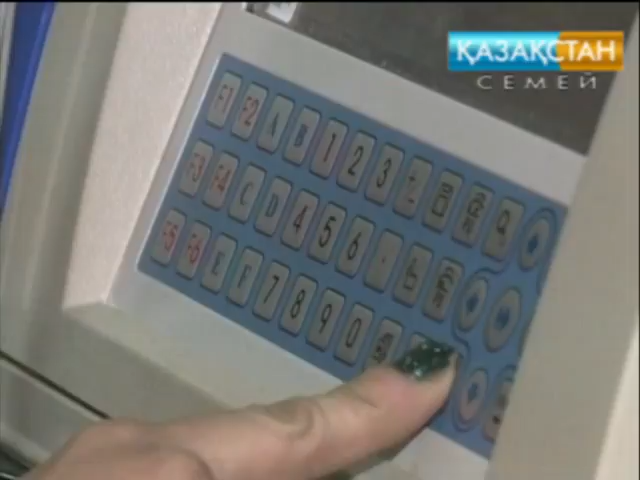 ҚАЗАҚСТАН
СЕМЕЙ
F1 F2 A B 1 2 3
F3 F4 C D 4 5 6
F5 F6 E F 7 8 9 0